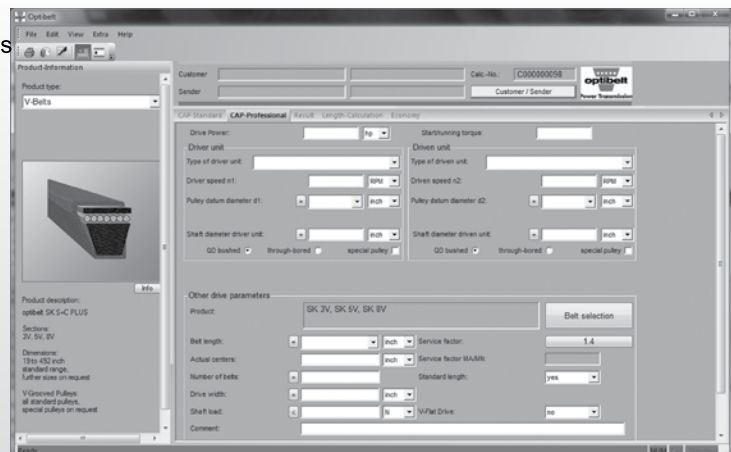 Optibelt
File Edit View Extra Help
s
Product-Information
Product type:
V-Belts
Info
Product description:
optibelt SK S=C PLUS
Sections:
3V, 5V, 8V
Dimensions:
19 to 492 inch
standard range,
further sizes on request
V-Grooved Pulleys:
all standard pulleys,
special pulleys on request
Ready
Customer Calc.-No.: C000000058
Sender Customer / Sender
optibelt
Power Transmission
CAP-Standard CAP-Professional Result Length-Calculation Economy
Drive Power: hp Start/running torque:
Driver unit Driven unit
Type of driver unit: Type of driven unit:
Driver speed n1: RPM Driven speed n2: RPM
Pulley datum diameter d1: = inch Pulley datum diameter d2: = inch
Shaft diameter driver unit: = inch Shaft diameter driven unit: = inch
QD bushed through-bored special pulley QD bushed through-bored special pulley
Other drive parameters
Product: SK 3V, SK 5V, SK 8V Belt selection
Belt length: = inch Service factor: 1.4
Actual centers: inch Service factor MA/MN:
Number of belts: = Standard length: yes
Drive width: = inch
Shaft load: < N V-Flat Drive: no
Comment:
NUM